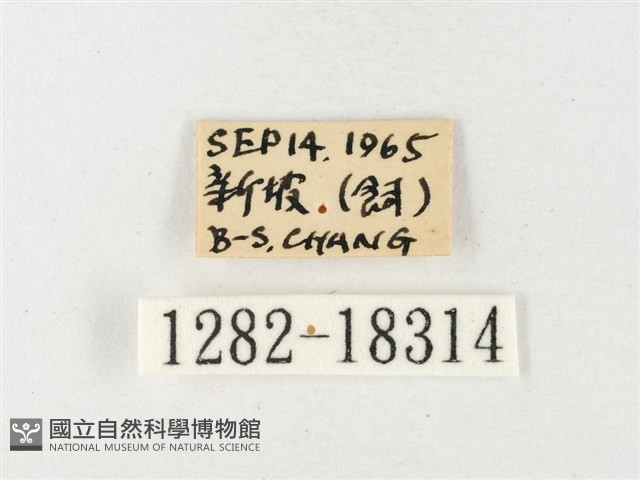 SEP 14. 1965
新坡.(飼)
B-S. CHANG
1282-18314
國立自然科學博物館
NATIONAL MUSEUM OF NATURAL SCIENCE